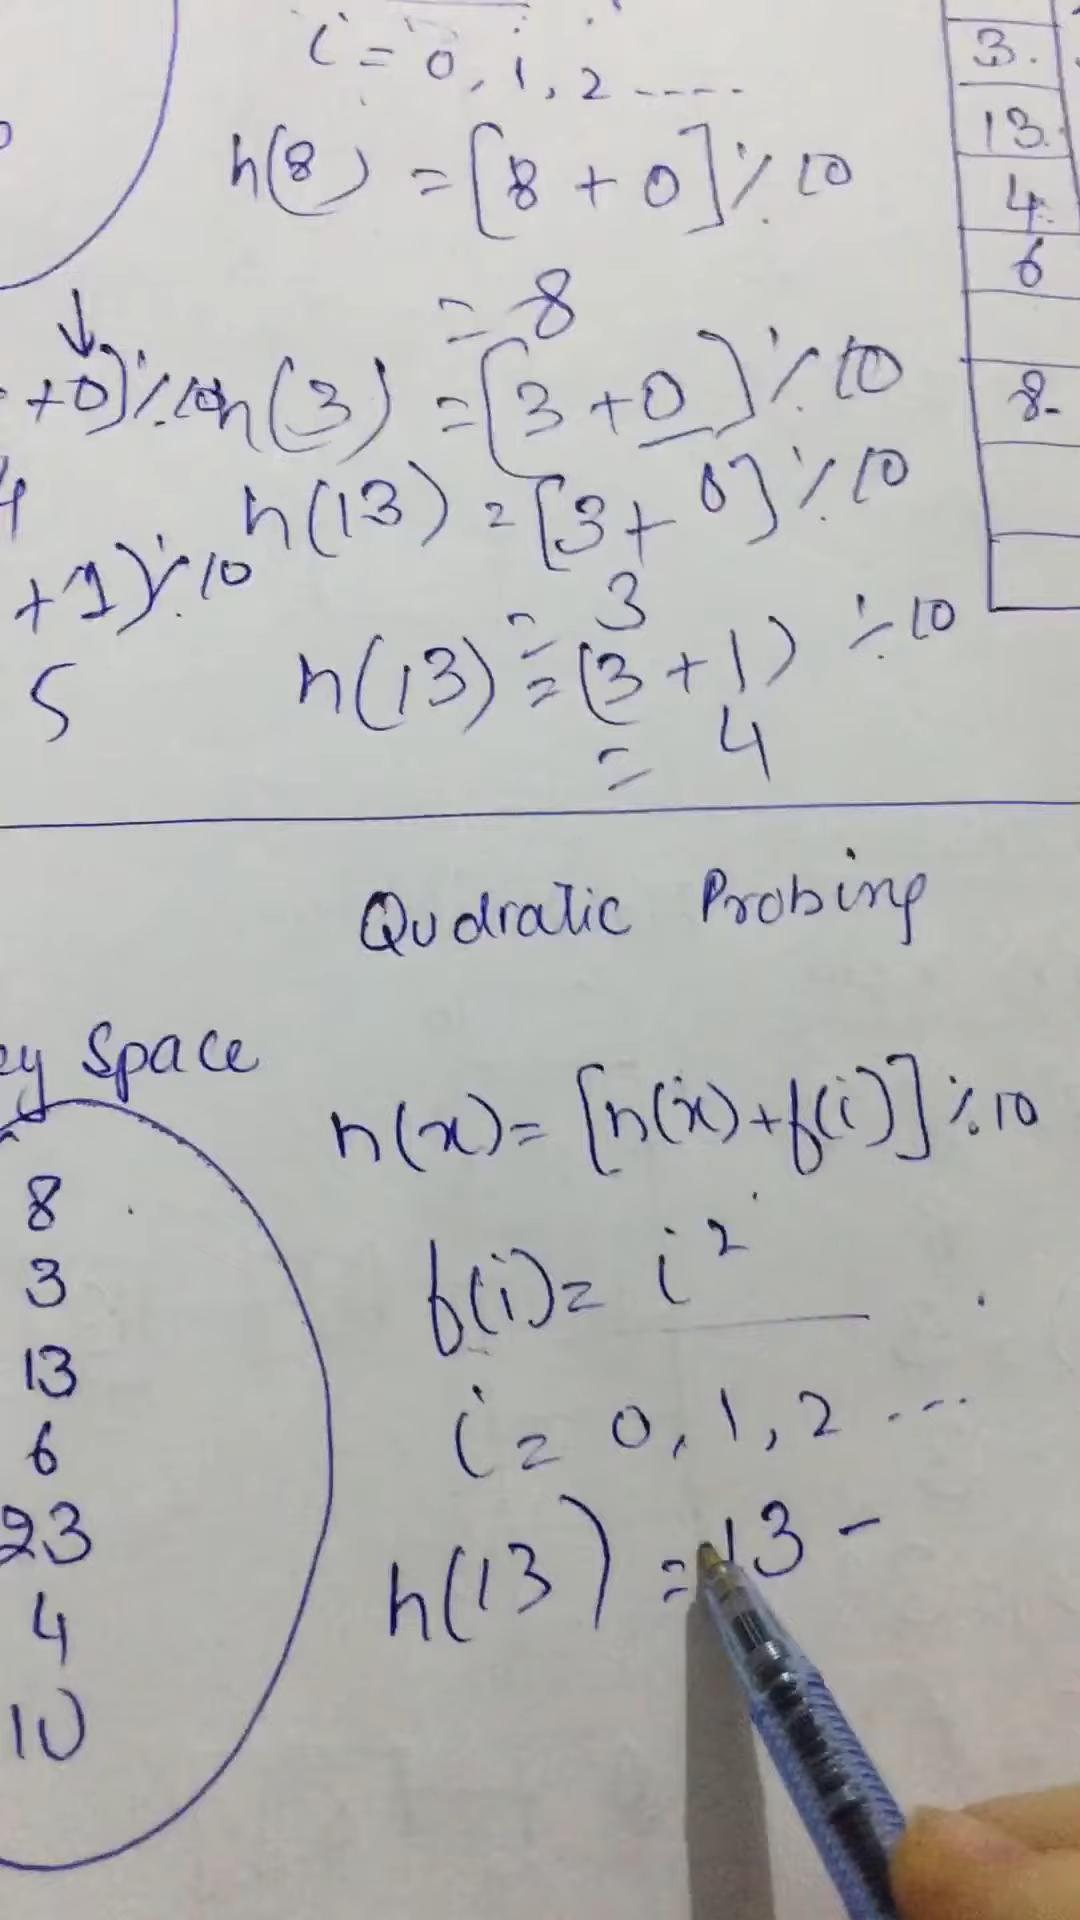 i = 0, 1, 2 ----
h(8) = [8 + 0] % 10
= 8
h(3) = [3 + 0] % 10
h(13) = [3 + 0] % 10
= 3
h(13) = (3 + 1) % 10
= 4
+0) % 10
4
+1) % 10
5
3.
13.
4.
6
8.
Qudratic Probing
ey Space
8
3
13
6
23
4
10
h(x) = [h(x) + f(i)] % 10
f(i) = i²
i = 0, 1, 2 ---
h(13) = 13 -